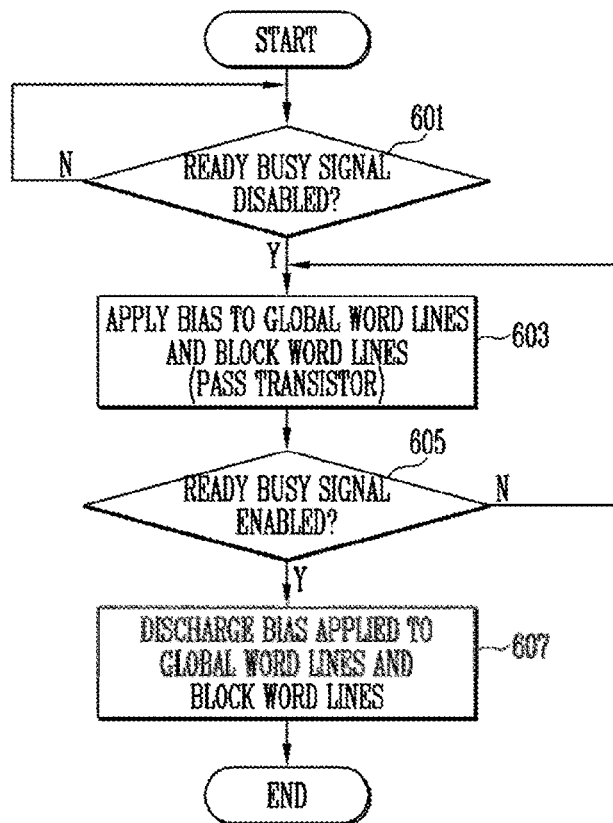 START
601
N
READY BUSY SIGNAL
DISABLED?
Y
APPLY BIAS TO GLOBAL WORD LINES
AND BLOCK WORD LINES
(PASS TRANSISTOR)
603
605
READY BUSY SIGNAL
ENABLED?
N
Y
DISCHARGE BIAS APPLIED TO
GLOBAL WORD LINES AND
BLOCK WORD LINES
607
END